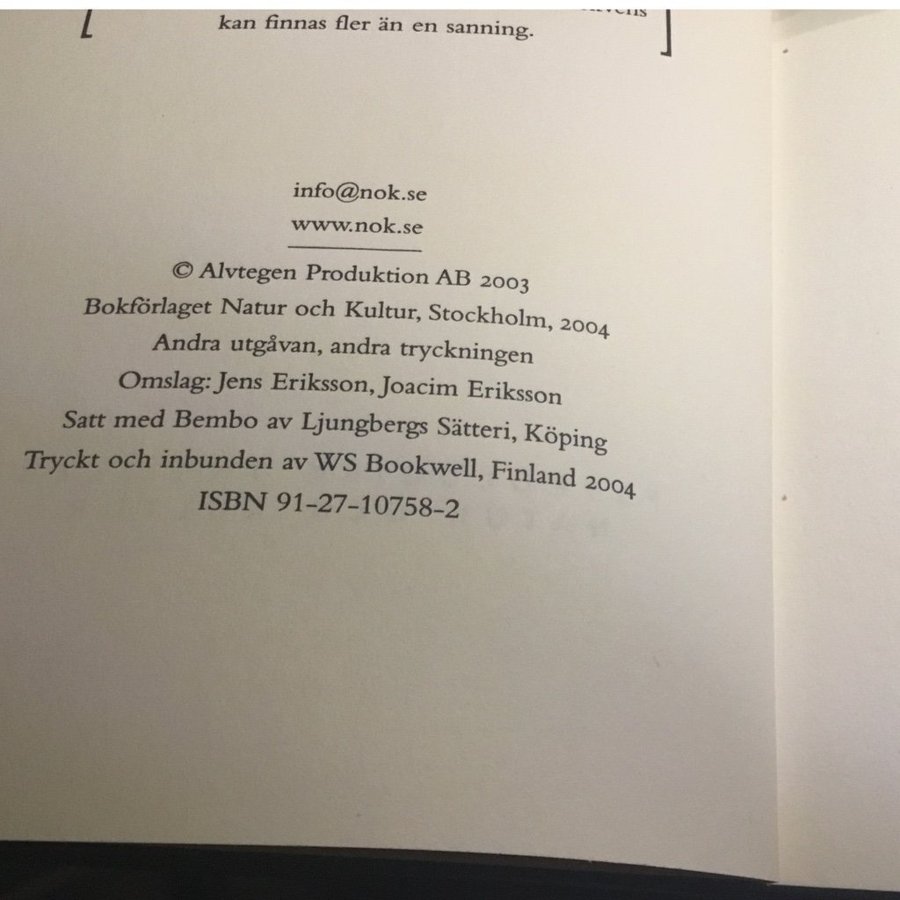 kan finnas fler än en sanning.
info@nok.se
www.nok.se
© Alvtegen Produktion AB 2003
Bokförlaget Natur och Kultur, Stockholm, 2004
Andra utgåvan, andra tryckningen
Omslag: Jens Eriksson, Joacim Eriksson
Satt med Bembo av Ljungbergs Sätteri, Köping
Tryckt och inbunden av WS Bookwell, Finland 2004
ISBN 91-27-10758-2